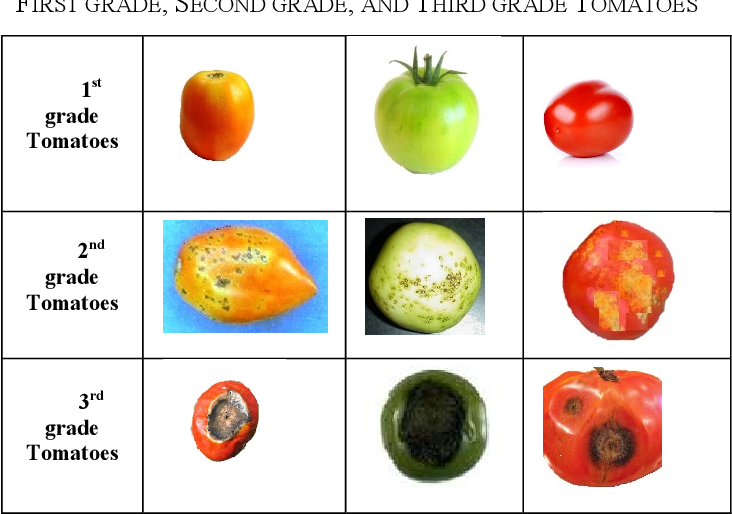 FIRST GRADE, SECOND GRADE, AND THIRD GRADE TOMATOES
1st
grade
Tomatoes
2nd
grade
Tomatoes
3rd
grade
Tomatoes